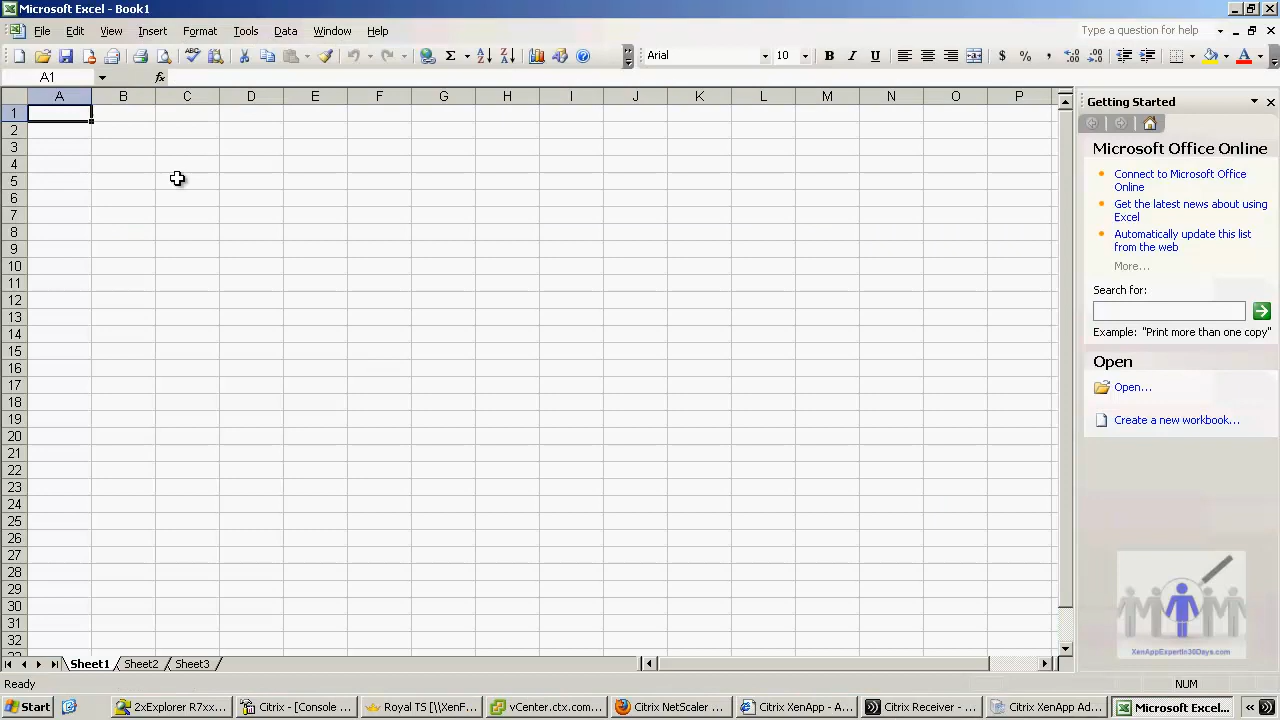 Microsoft Excel - Book1
File Edit View Insert Format Tools Data Window Help Type a question for help
Arial 10 B I U $ %
A1 fx
A B C D E F G H I J K L M N O P
1
2
3
4
5
6
7
8
9
10
11
12
13
14
15
16
17
18
19
20
21
22
23
24
25
26
27
28
29
30
31
32
Getting Started
Microsoft Office Online
Connect to Microsoft Office
Online
Get the latest news about using
Excel
Automatically update this list
from the web
More...
Search for:
Example: "Print more than one copy"
Open
Open...
Create a new workbook...
XenAppExpertIn30Days.com
Sheet1 Sheet2 Sheet3
Ready NUM
Start 2xExplorer R7xx... Citrix - [Console ... Royal TS [\\XenF... vCenter.ctx.com... Citrix NetScaler ... Citrix XenApp - A... Citrix Receiver - ... Citrix XenApp Ad... Microsoft Exce...